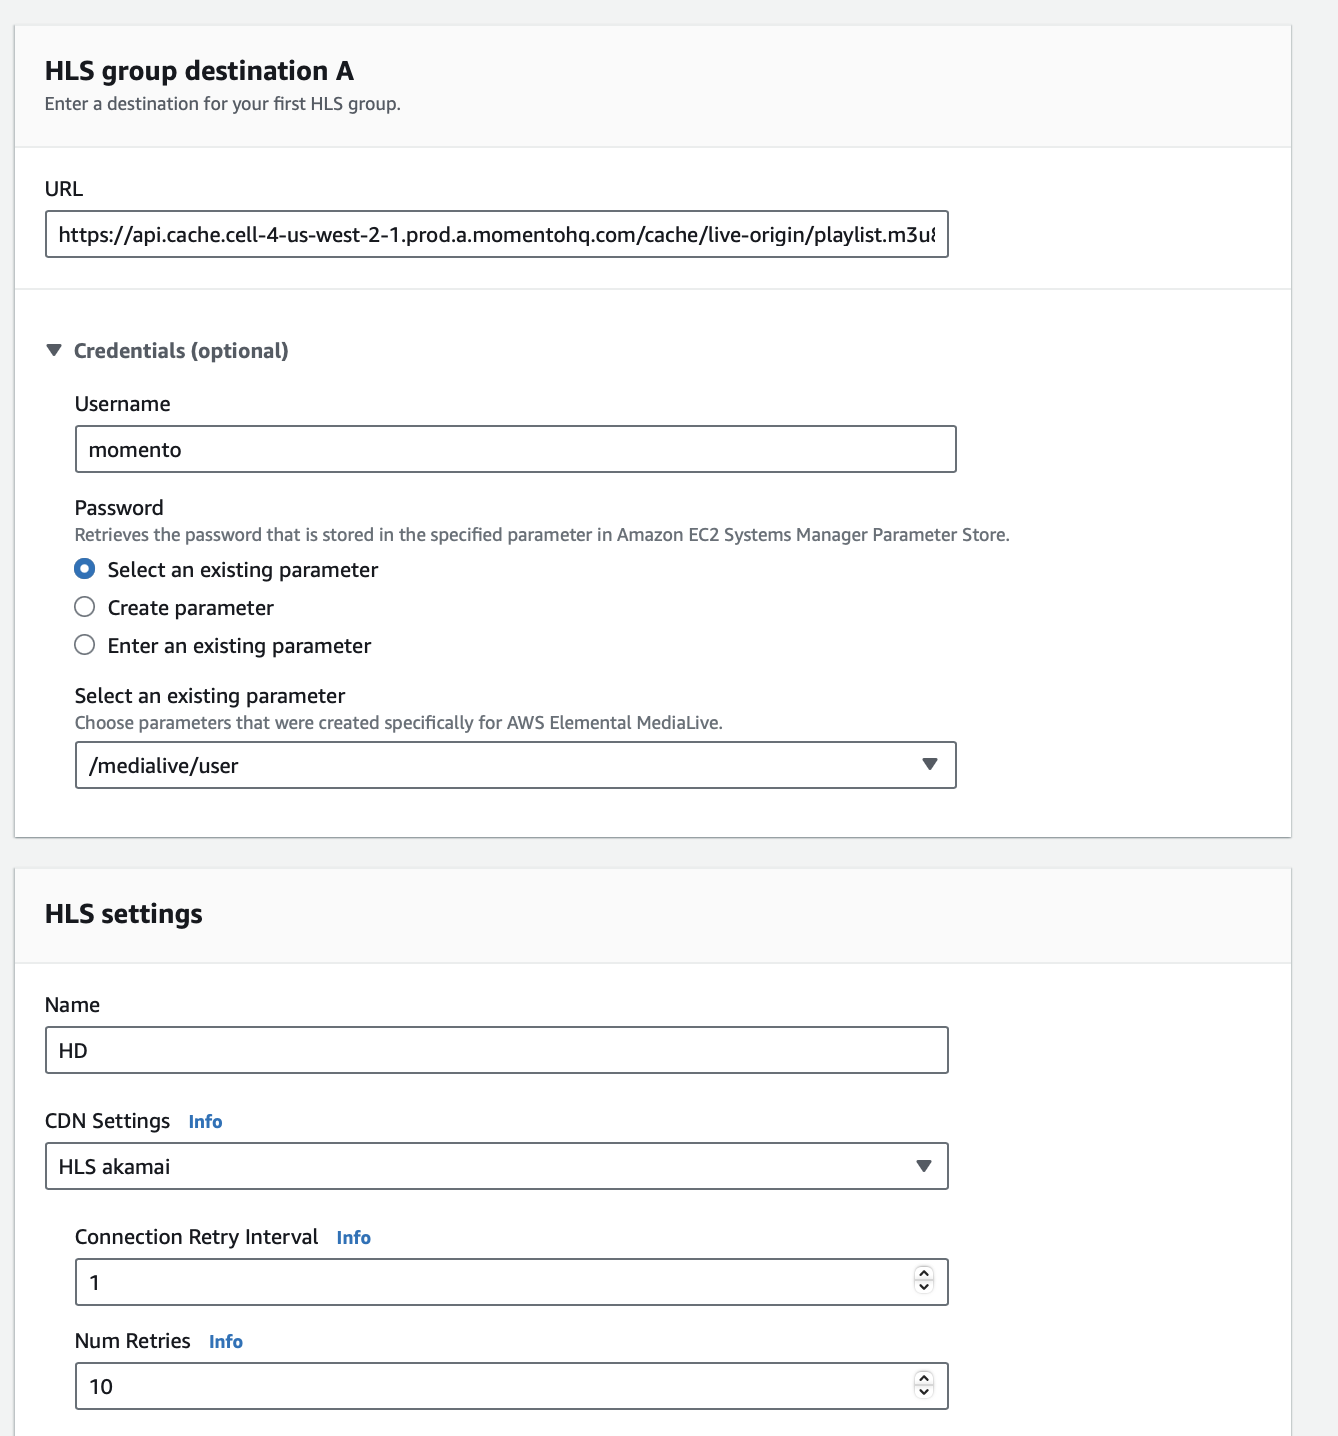 HLS group destination A
Enter a destination for your first HLS group.
URL
https://api.cache.cell-4-us-west-2-1.prod.a.momentohq.com/cache/live-origin/playlist.m3u8
Credentials (optional)
Username
momento
Password
Retrieves the password that is stored in the specified parameter in Amazon EC2 Systems Manager Parameter Store.
Select an existing parameter
Create parameter
Enter an existing parameter
Select an existing parameter
Choose parameters that were created specifically for AWS Elemental MediaLive.
/medialive/user
HLS settings
Name
HD
CDN Settings Info
HLS akamai
Connection Retry Interval Info
1
Num Retries Info
10